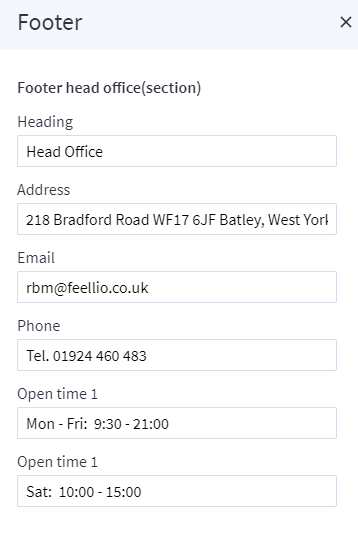 Footer
Footer head office(section)
Heading
Head Office
Address
218 Bradford Road WF17 6JF Batley, West York
Email
rbm@feellio.co.uk
Phone
Tel. 01924 460 483
Open time 1
Mon - Fri:  9:30 - 21:00
Open time 1
Sat:  10:00 - 15:00